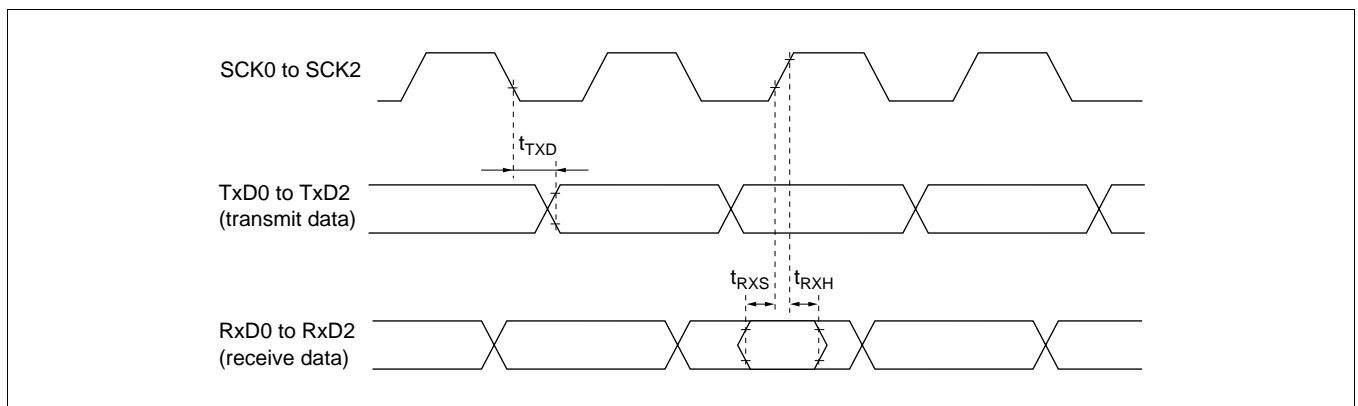 SCK0 to SCK2
tTXD
TxD0 to TxD2
(transmit data)
tRXS
tRXH
RxD0 to RxD2
(receive data)